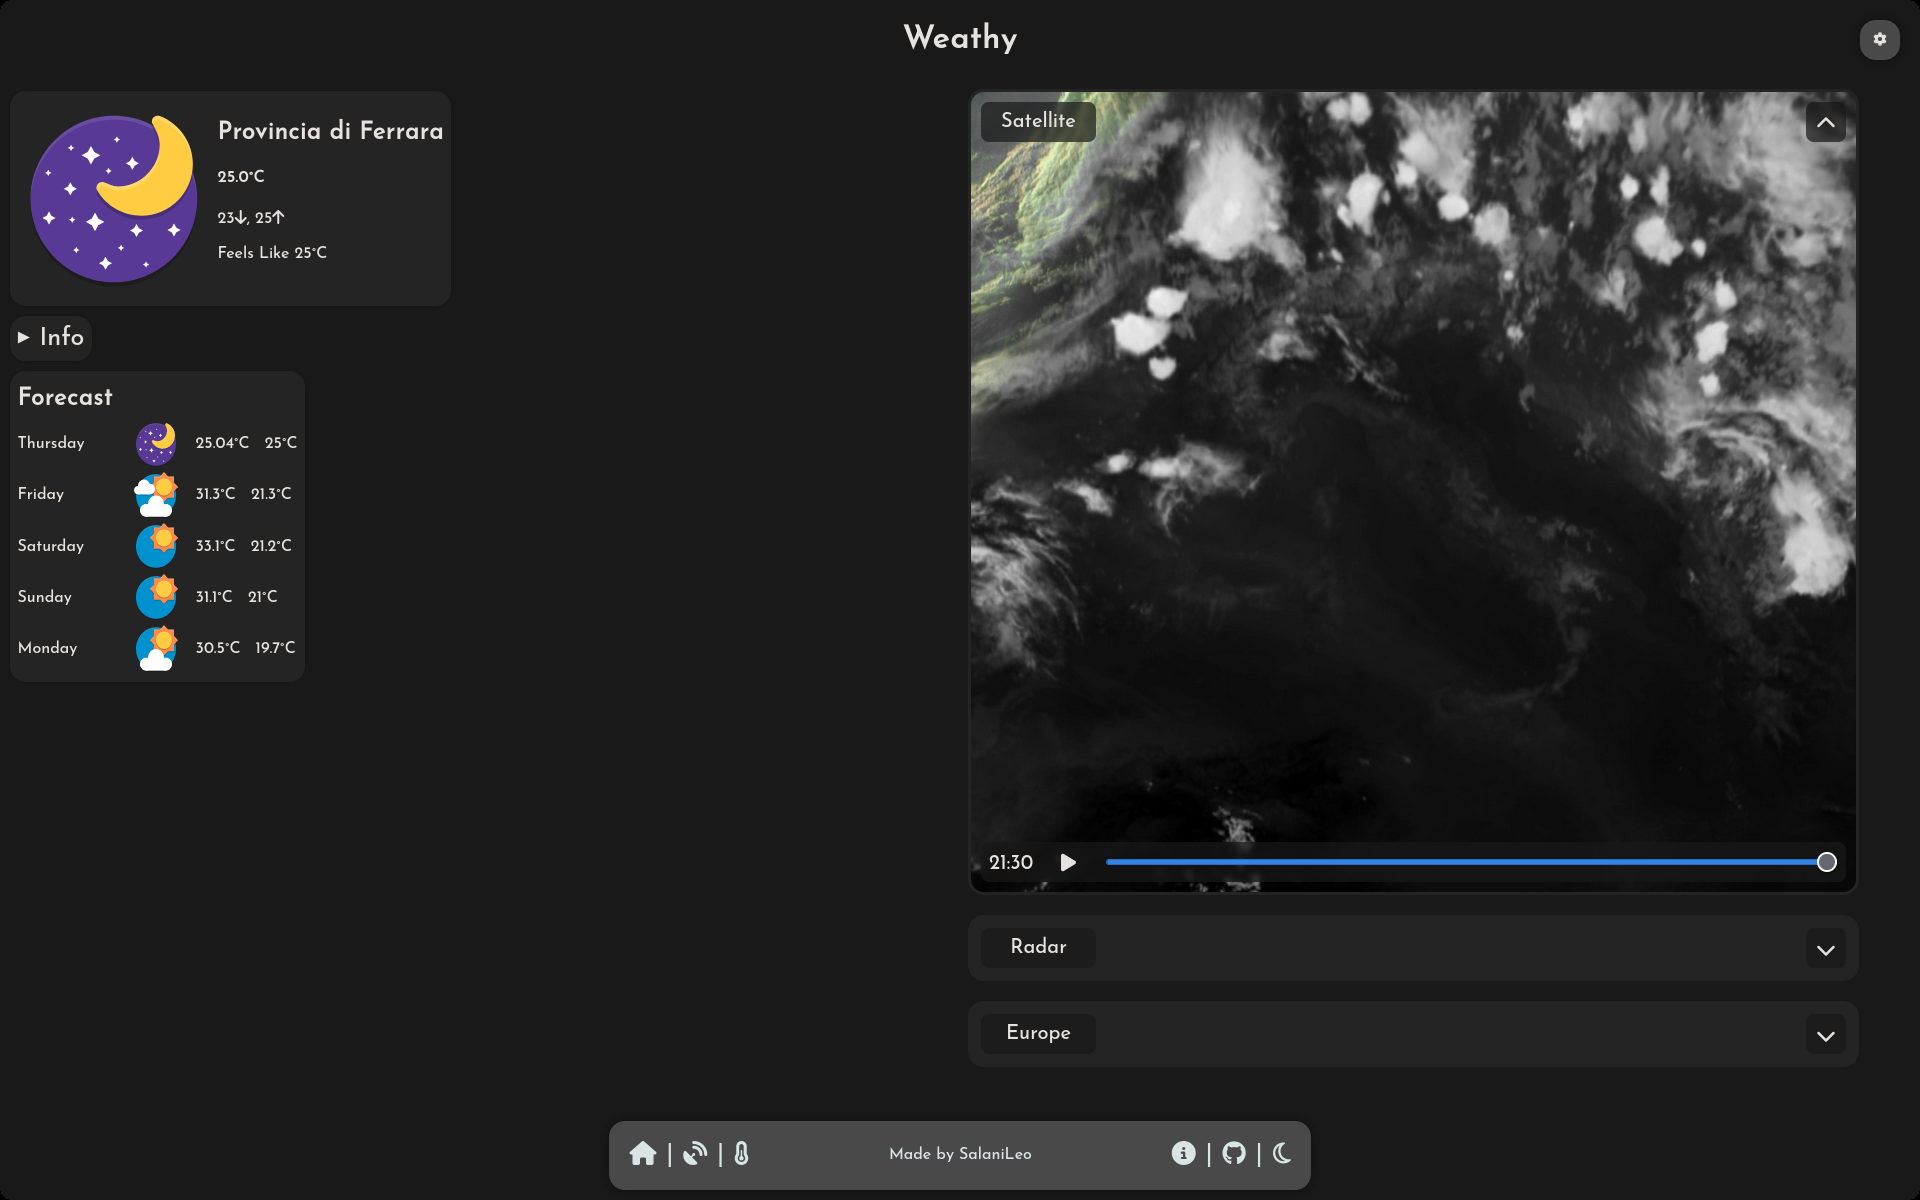 Weathy
Provincia di Ferrara
25.0°C
23↓, 25↑
Feels Like 25°C
▶ Info
Forecast
Thursday 25.04°C 25°C
Friday 31.3°C 21.3°C
Saturday 33.1°C 21.2°C
Sunday 31.1°C 21°C
Monday 30.5°C 19.7°C
Satellite
21:30
Radar
Europe
| | Made by SalaniLeo | |